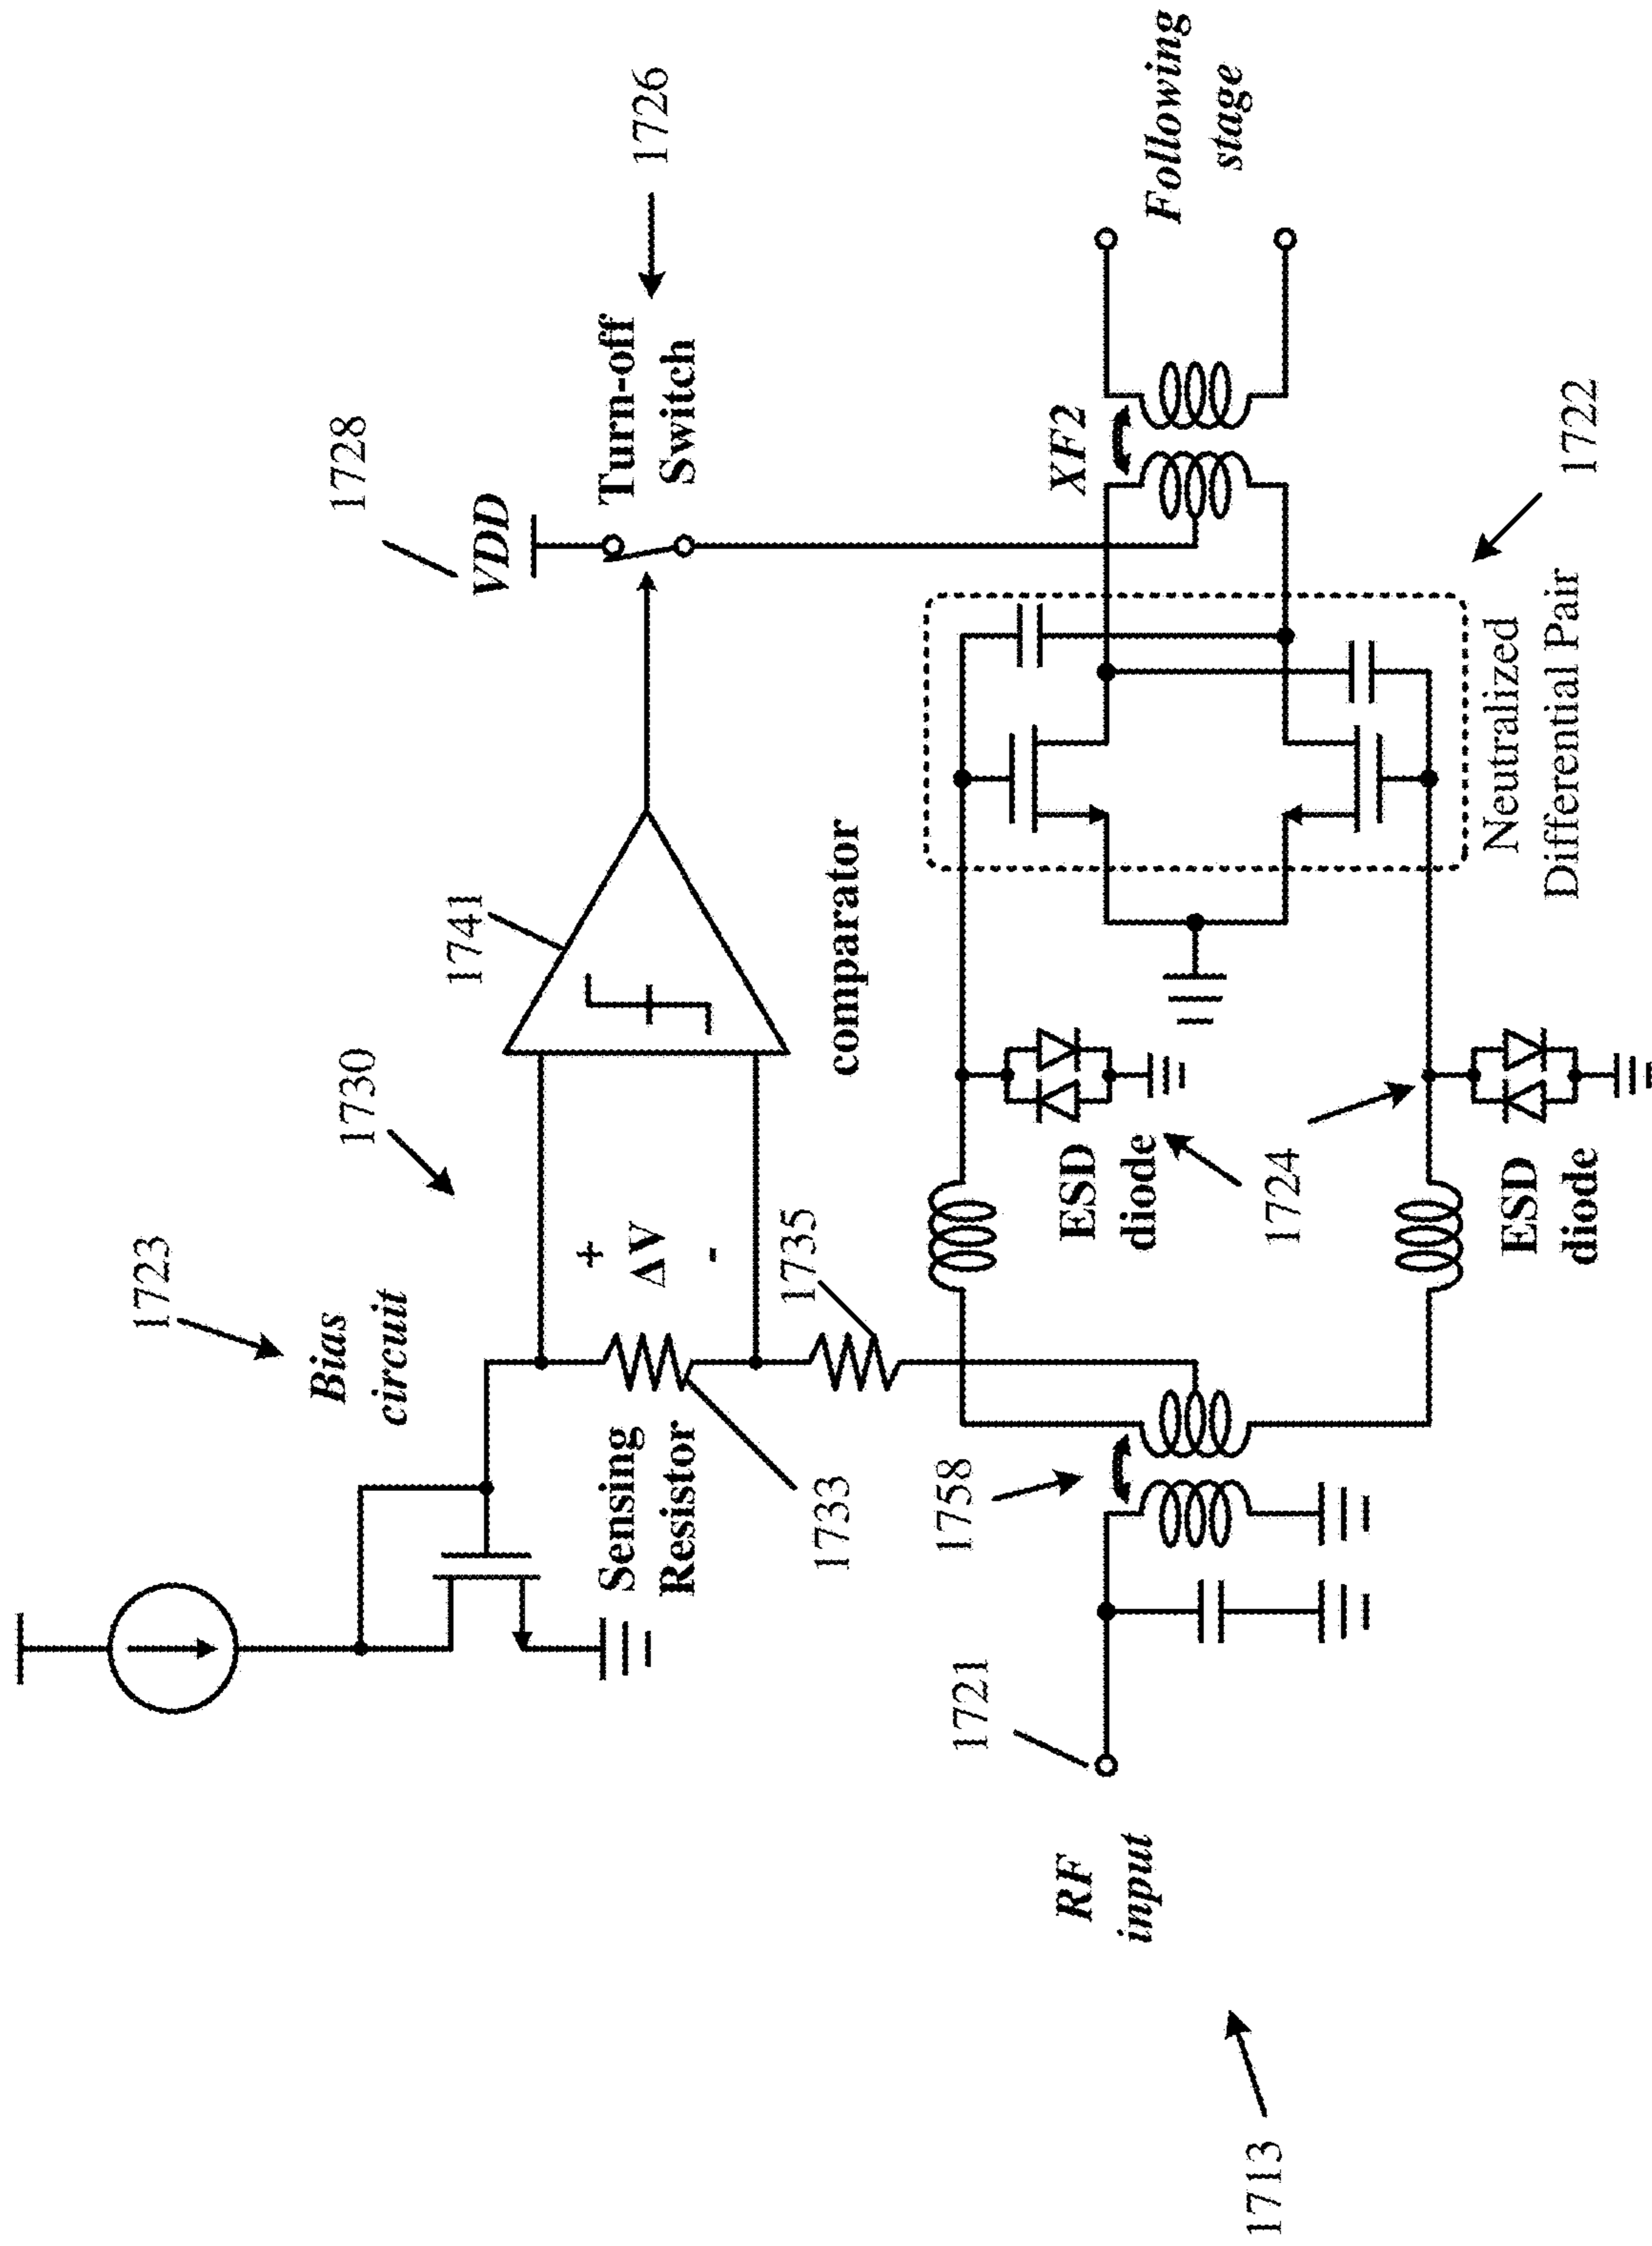 1723
Bias
circuit
1730
1741
1728
VDD
Turn-off
Switch
1726
Sensing
Resistor
1733
+
ΔV
-
1735
comparator
1713
RF
input
1721
1758
ESD
diode
1724
ESD
diode
Neutralized
Differential Pair
1722
XF2
Following
stage